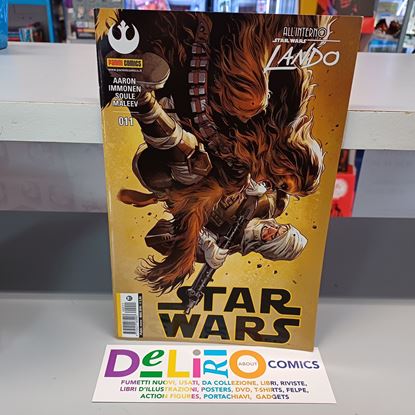 ALL'INTERNO
STAR WARS
LANDO
PANINI COMICS
AARON
IMMONEN
SOULE
MALEEV
011
STAR
WARS
DeLiRiO
ABOUT
COMICS
FUMETTI NUOVI, USATI, DA COLLEZIONE, LIBRI, RIVISTE,
LIBRI D'ILLUSTRAZIONI, POSTERS, DVD, T-SHIRTS, FELPE,
ACTION FIGURES, PORTACHIAVI, GADGETS